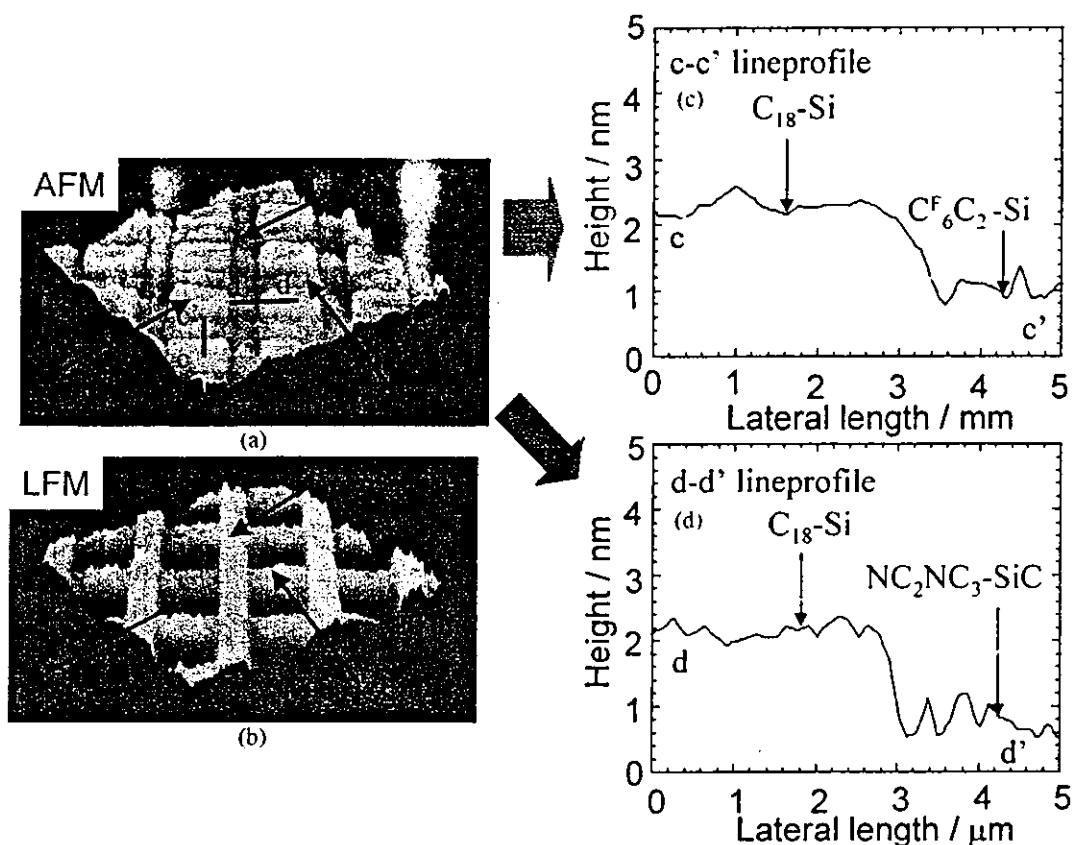 AFM
c
d
(a)
LFM
(b)
c-c' lineprofile
(c)
C₁₈-Si
CF₆C₂-Si
c
c'
Height / nm
5
4
3
2
1
0
0 1 2 3 4 5
Lateral length / mm
d-d' lineprofile
(d)
C₁₈-Si
NC₂NC₃-SiC
d
d'
Height / nm
5
4
3
2
1
0
0 1 2 3 4 5
Lateral length / µm